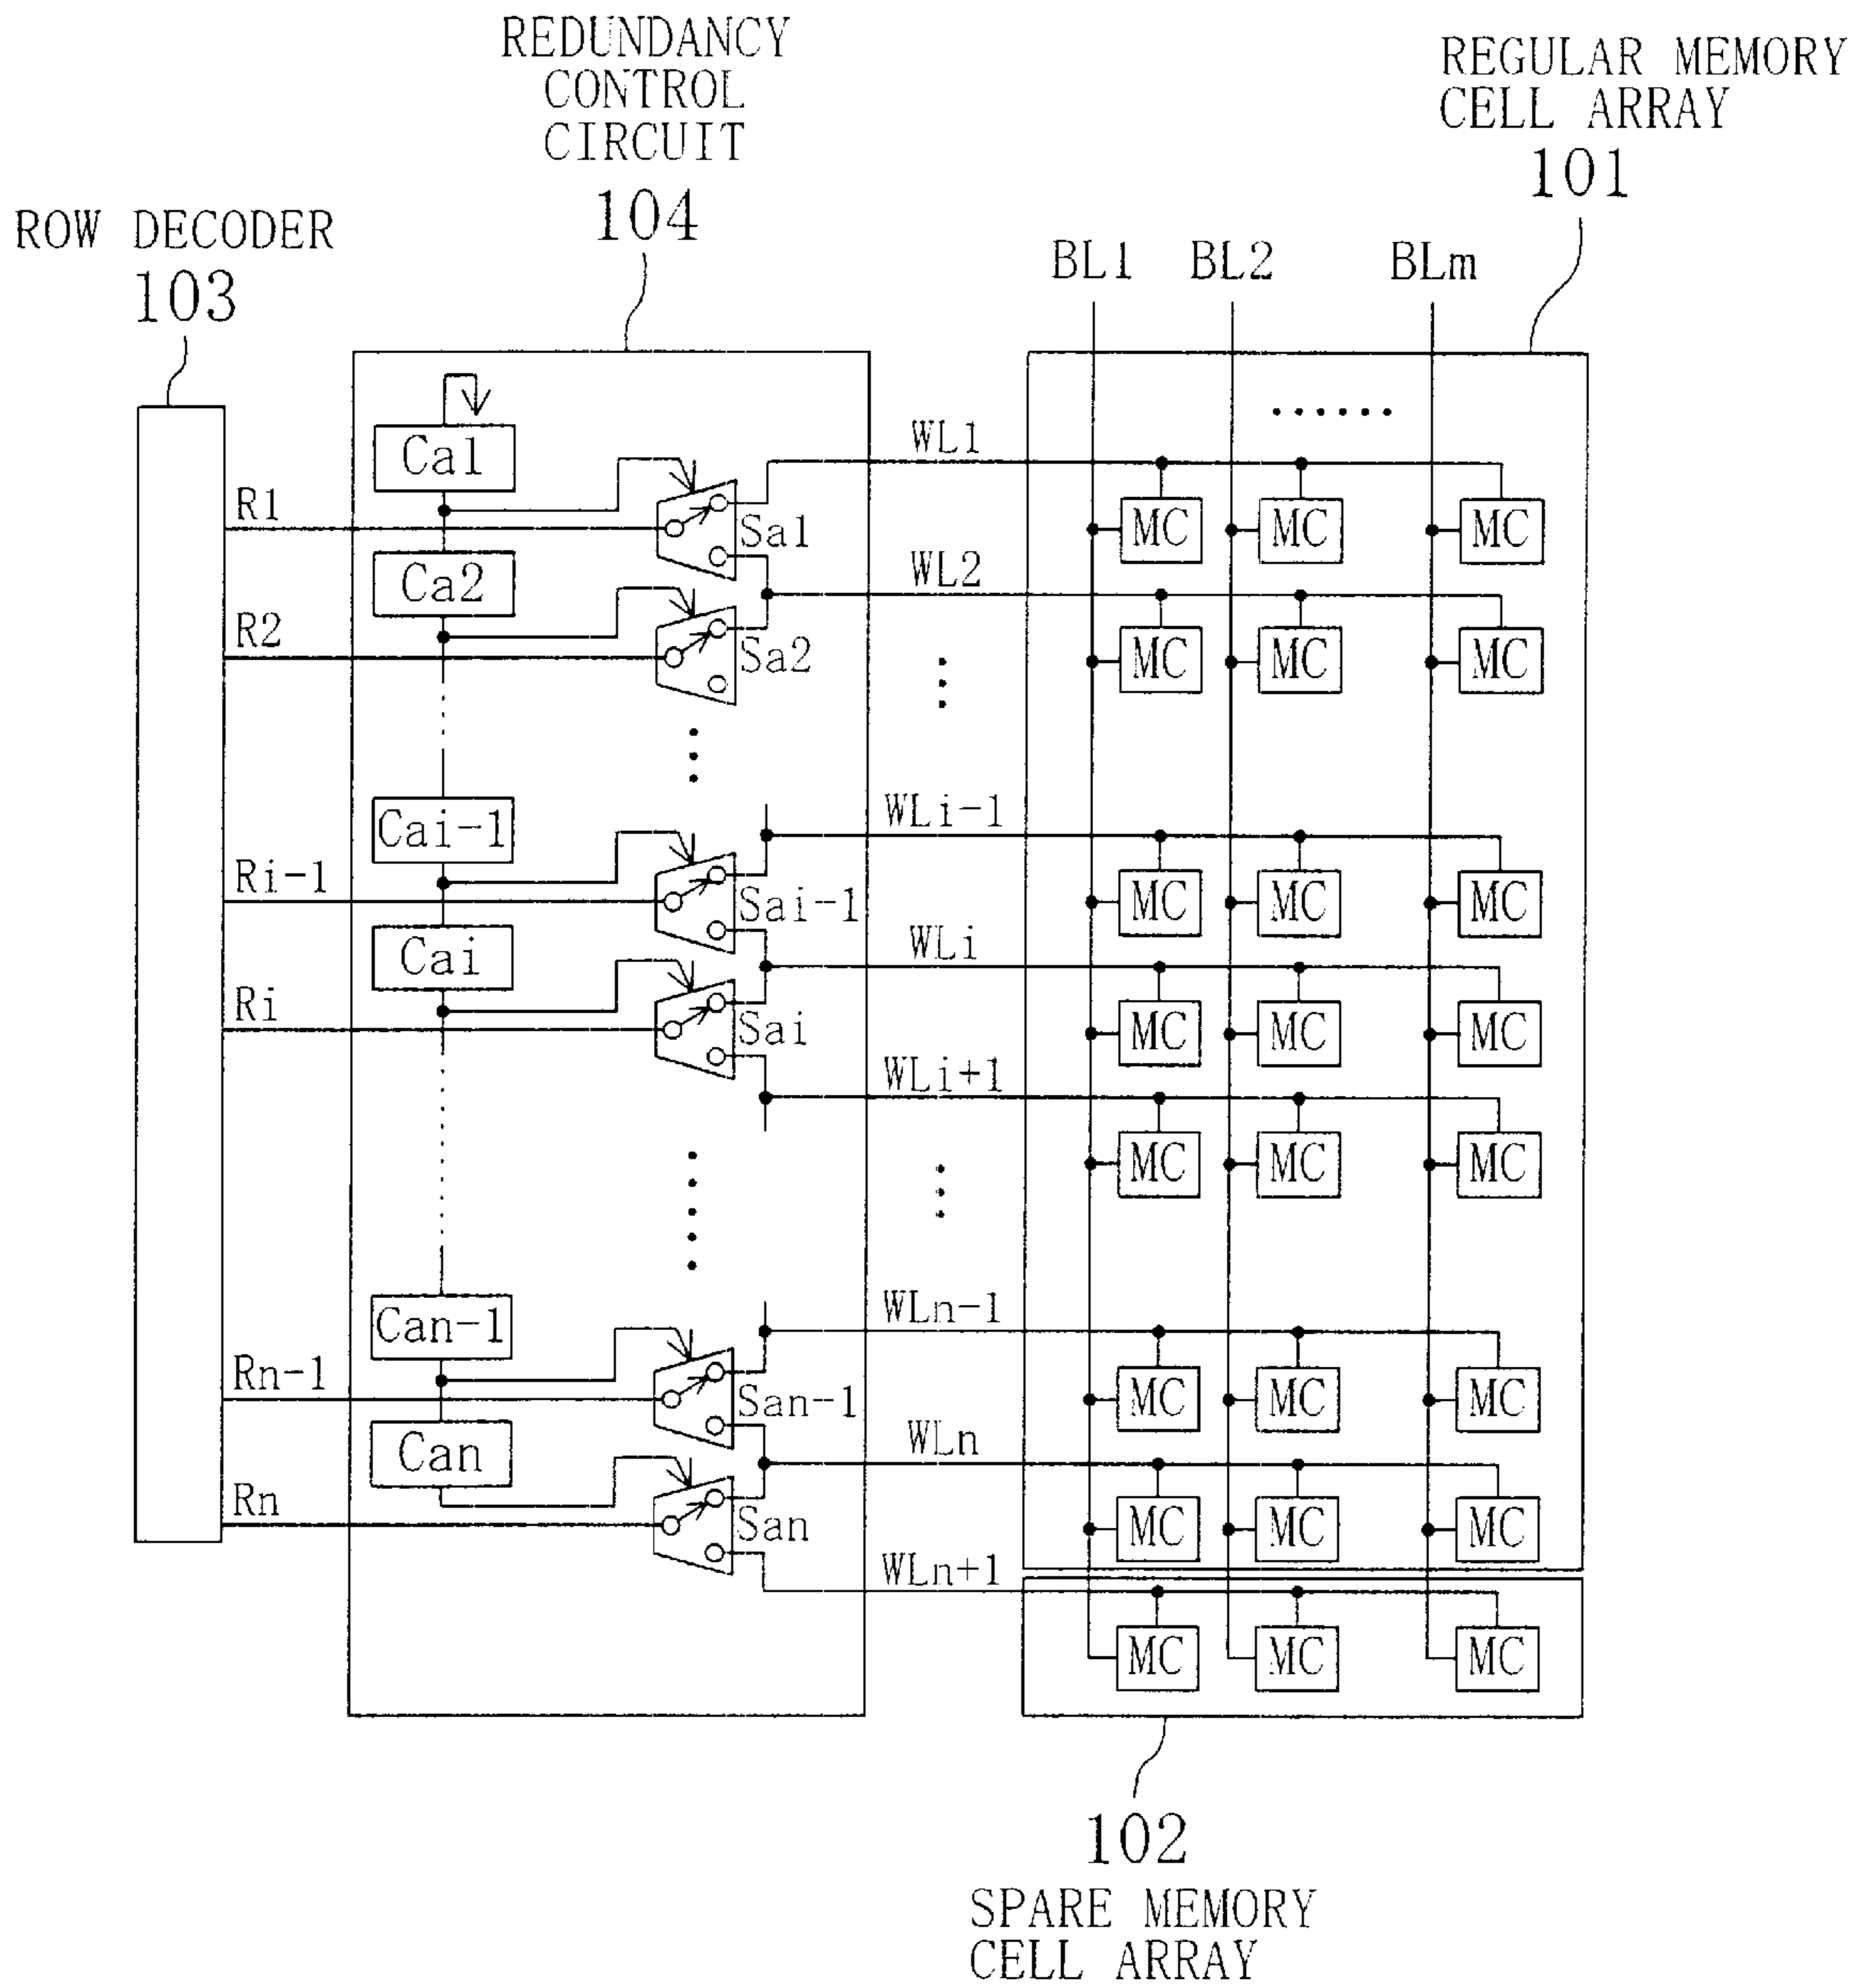 REDUNDANCY
CONTROL
CIRCUIT
104
REGULAR MEMORY
CELL ARRAY
101
ROW DECODER
103
BL1 BL2 BLm
Ca1
WL1
R1
Sa1
MC MC MC
Ca2
WL2
R2
Sa2
MC MC MC
Cai-1
WLi-1
Ri-1
Sai-1
MC MC MC
Cai
WLi
Ri
Sai
MC MC MC
WLi+1
MC MC MC
Can-1
WLn-1
Rn-1
San-1
MC MC MC
Can
WLn
Rn
San
MC MC MC
WLn+1
MC MC MC
102
SPARE MEMORY
CELL ARRAY